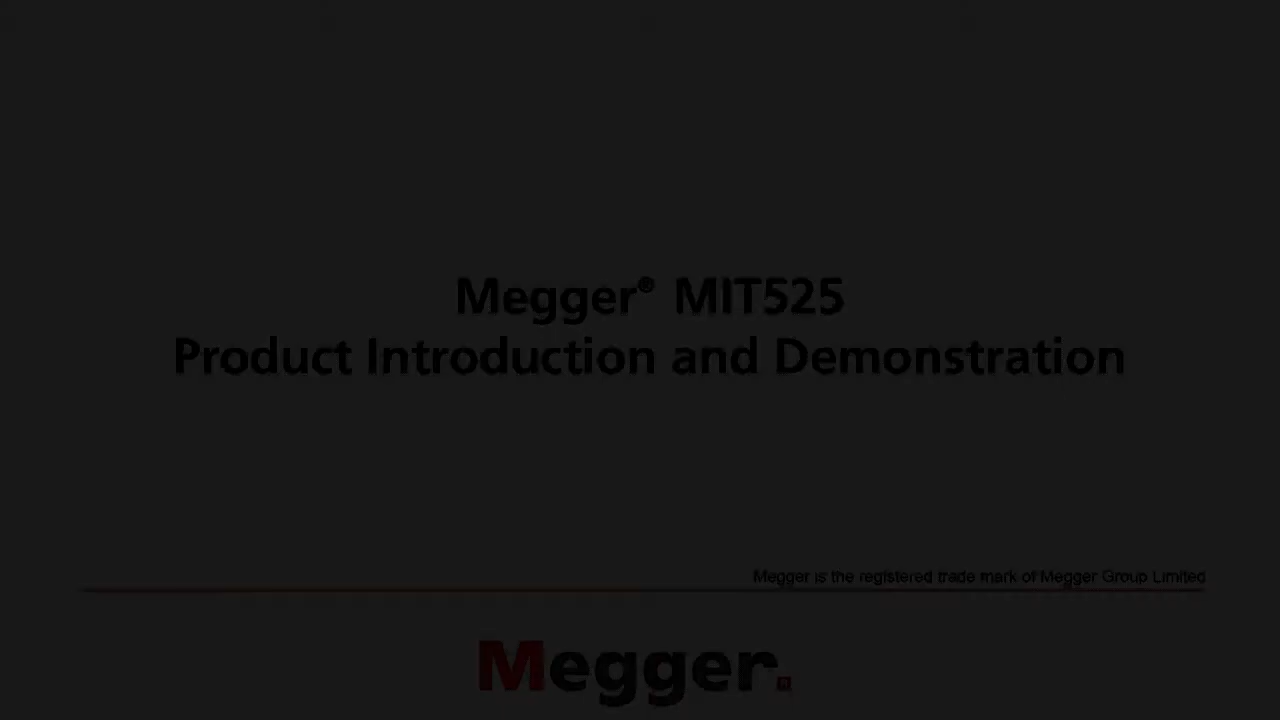 Megger® MIT525
Product Introduction and Demonstration
Megger is the registered trade mark of Megger Group Limited
Megger.®